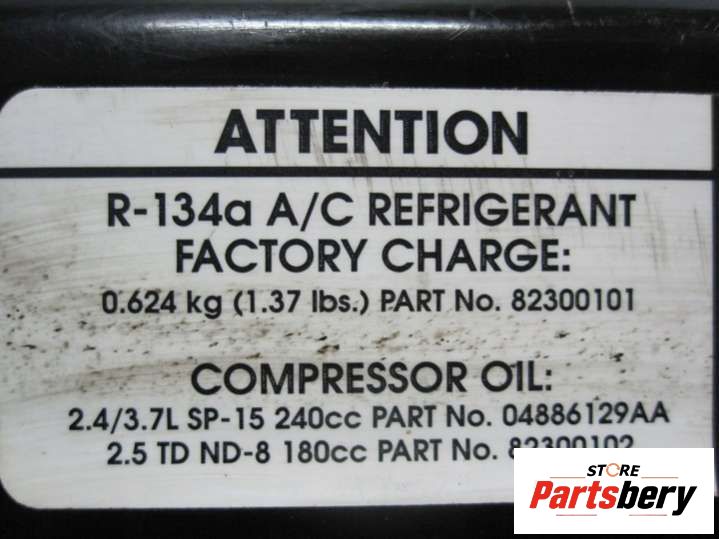 ATTENTION
R-134a A/C REFRIGERANT
FACTORY CHARGE:
0.624 kg (1.37 lbs.) PART No. 82300101
COMPRESSOR OIL:
2.4/3.7L SP-15 240cc PART No. 04886129AA
2.5 TD ND-8 180cc PART No. 82300102
STORE
Partsbery